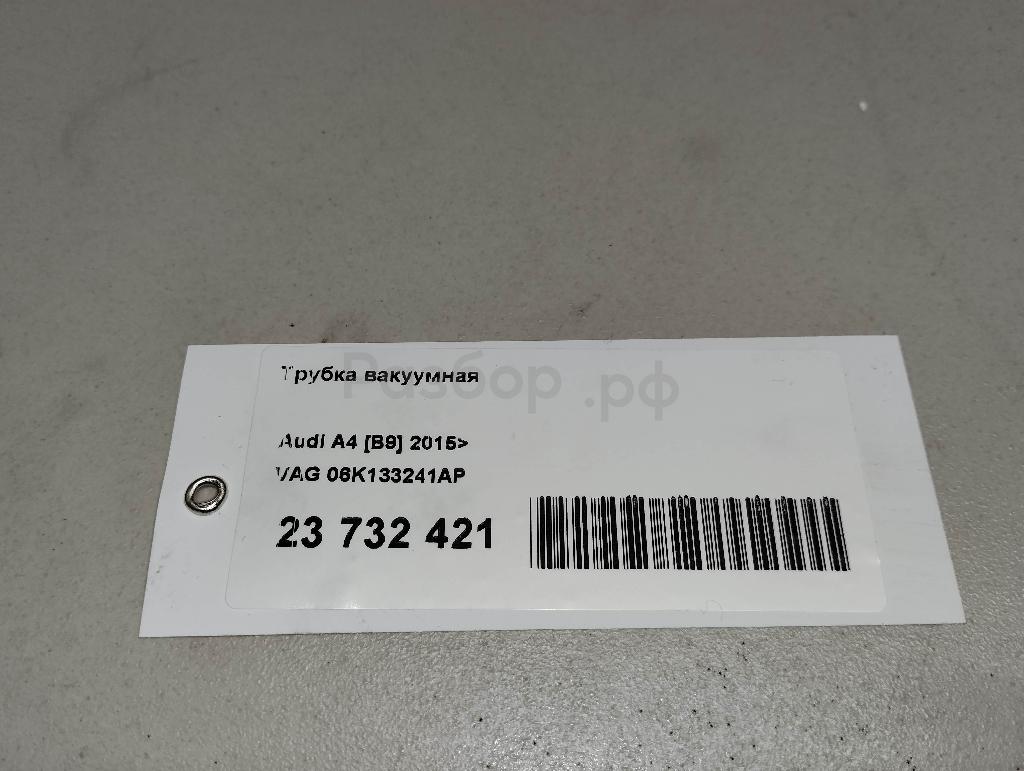 Трубка вакуумная
Разбор.рф
Audi A4 [B9] 2015>
VAG 06K133241AP
23 732 421